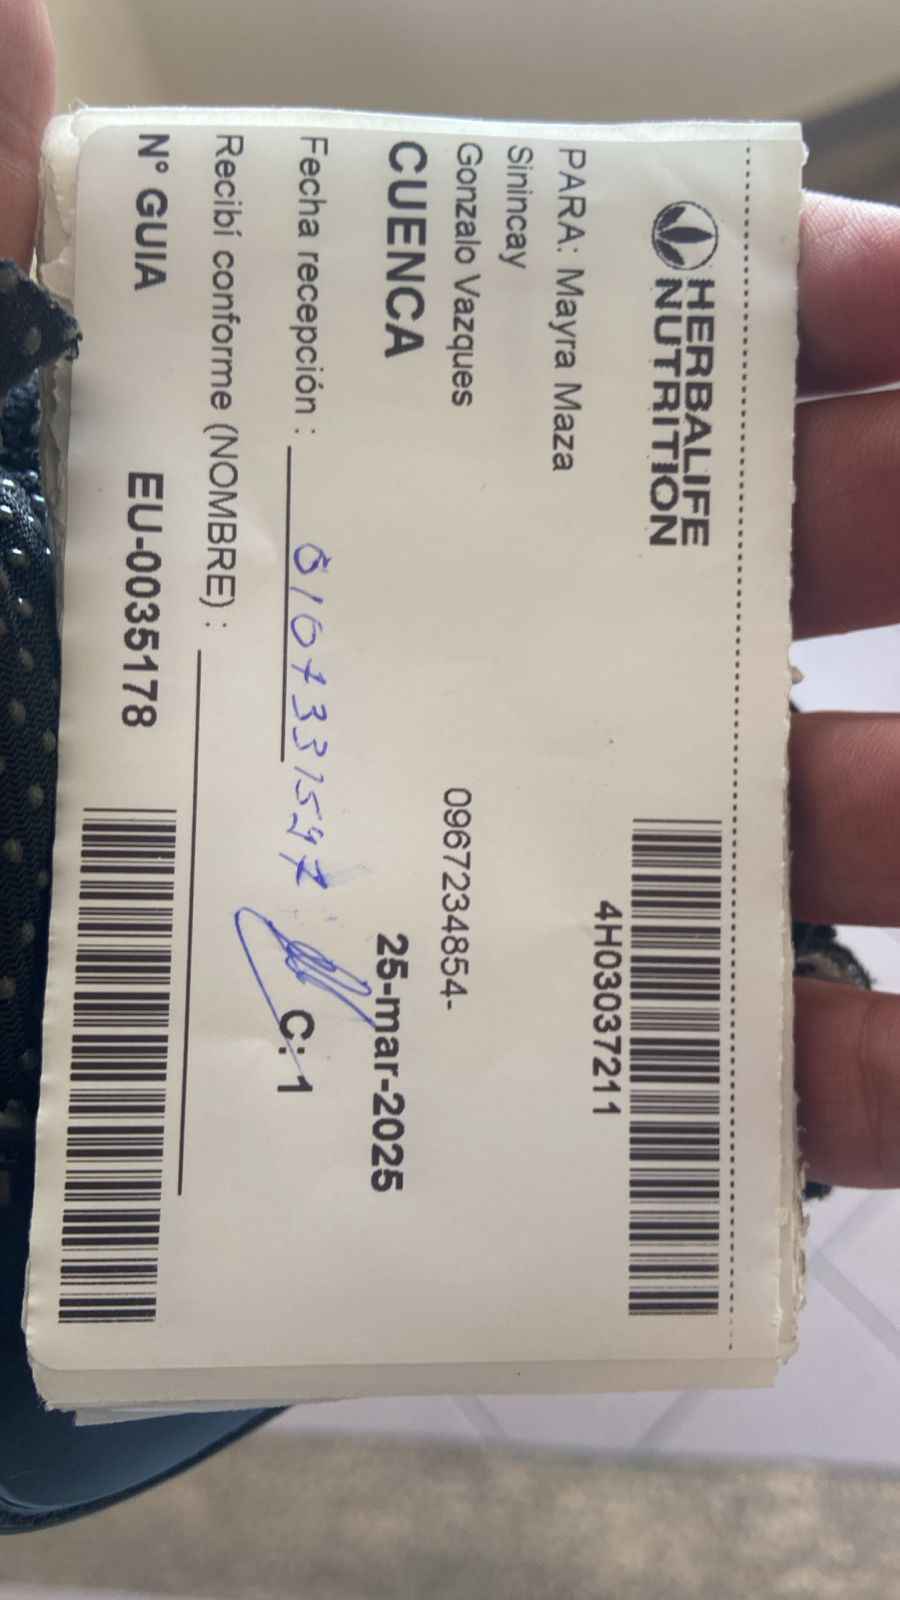 HERBALIFE
NUTRITION
4H03037211
PARA: Mayra Maza
Sinincay
Gonzalo Vazques
0967234854-
CUENCA
25-mar-2025
Fecha recepción :
0107331597
C: 1
Recibí conforme (NOMBRE) :
N° GUIA
EU-0035178